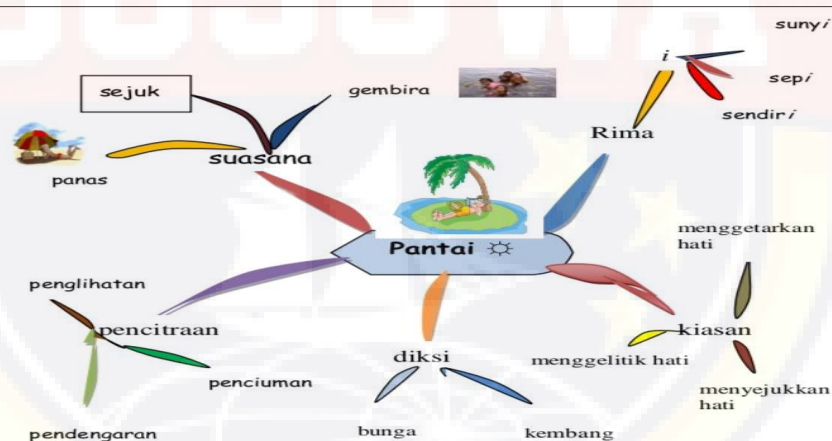 suny i
i
sejuk
gembira
sepi
sendiri
Rima
suasana
panas
menggetarkan
hati
Pantai
penglihatan
pencitraan
kiasan
diksi
menggelitik hati
penciuman
menyejukkan
hati
pendengaran
bunga
kembang